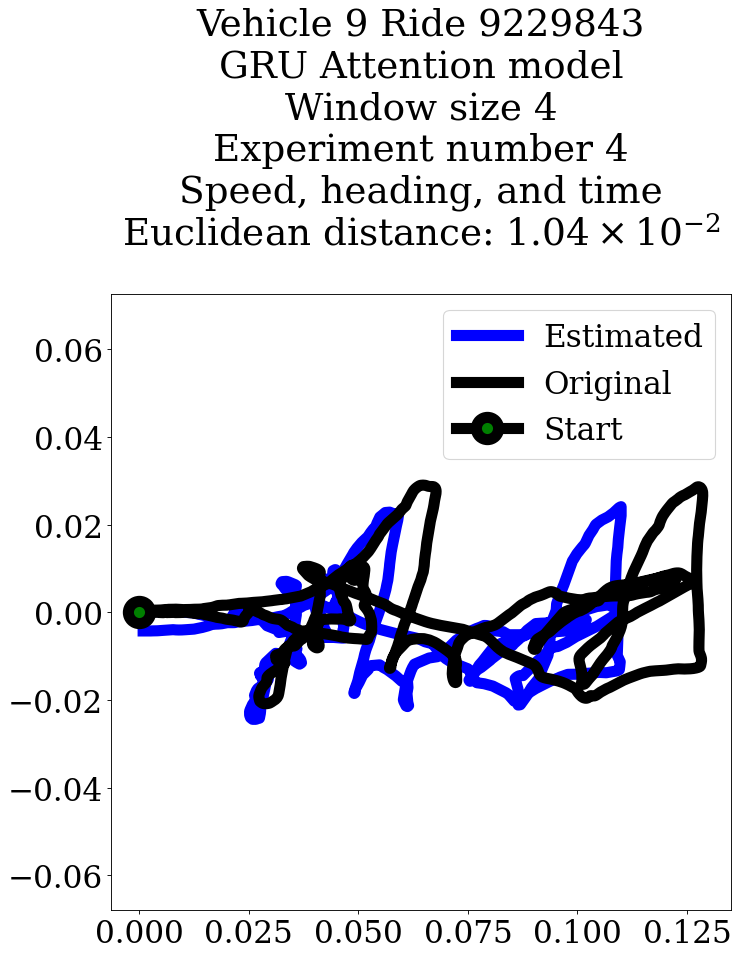 Vehicle 9 Ride 9229843
GRU Attention model
Window size 4
Experiment number 4
Speed, heading, and time
Euclidean distance: 1.04 × 10⁻²
Estimated
Original
Start
0.06
0.04
0.02
0.00
−0.02
−0.04
−0.06
0.000 0.025 0.050 0.075 0.100 0.125